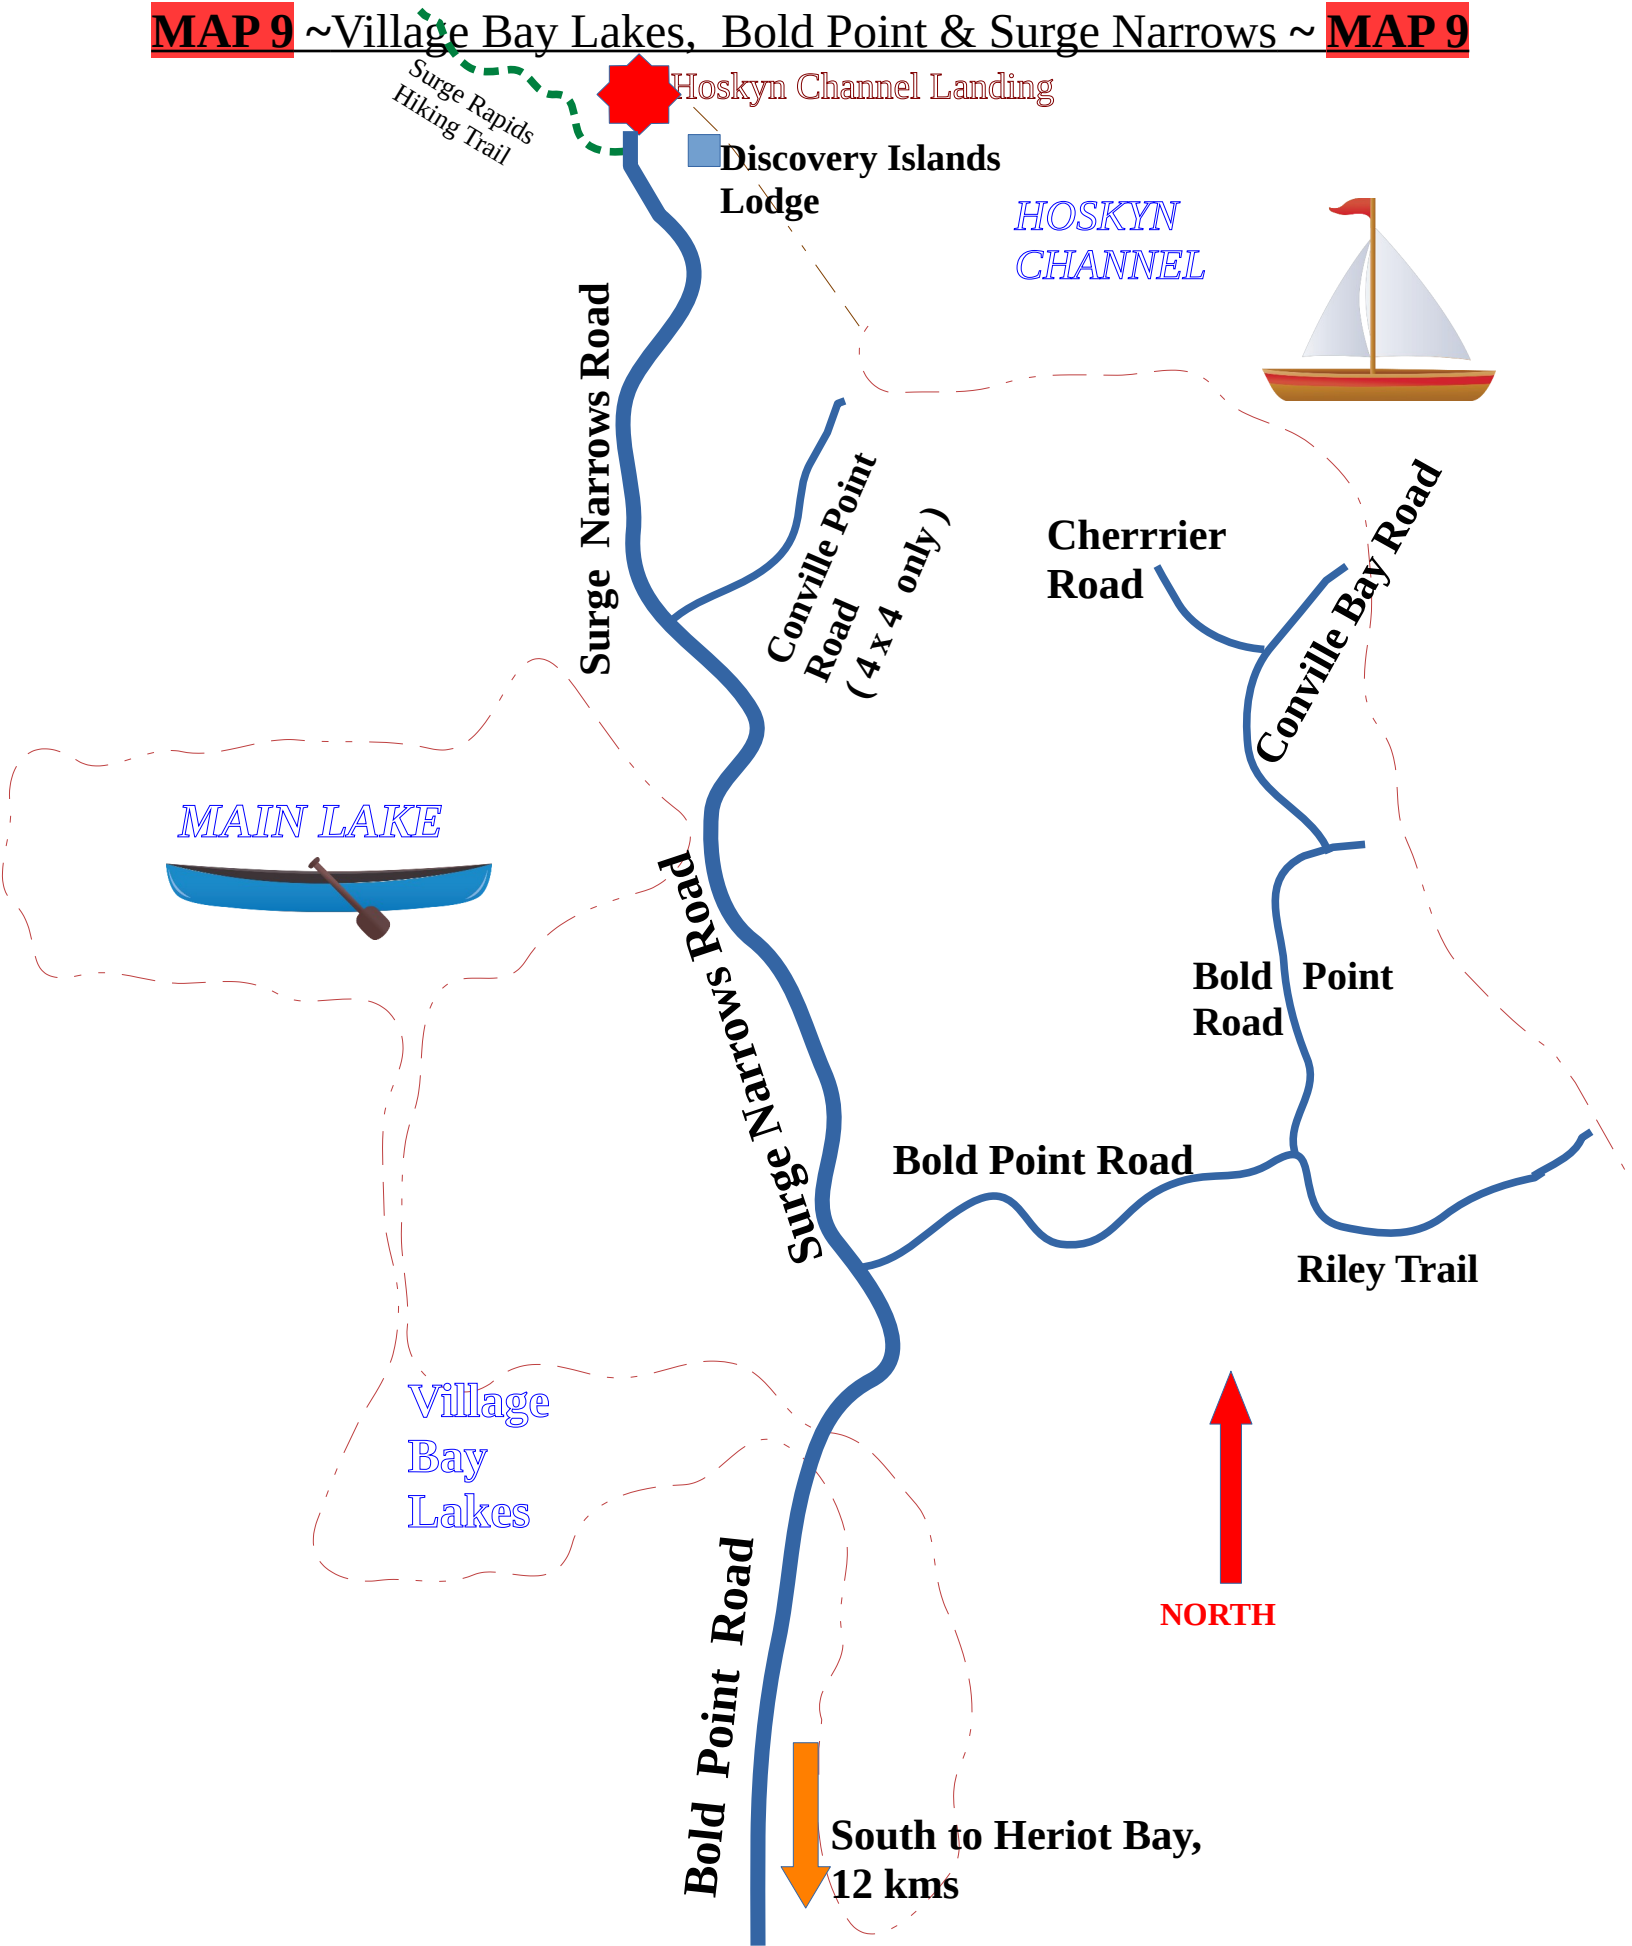 MAP 9 ~Village Bay Lakes,  Bold Point & Surge Narrows ~ MAP 9
Surge Rapids
Hiking Trail
Hoskyn Channel Landing
Discovery Islands
Lodge
HOSKYN
CHANNEL
Surge  Narrows Road
Conville Point
Road
( 4 x 4  only )
Cherrrier
Road
Conville Bay Road
MAIN LAKE
Surge Narrows Road
Bold   Point
Road
Bold Point Road
Riley Trail
Village
Bay
Lakes
NORTH
Bold  Point  Road
South to Heriot Bay,
12 kms